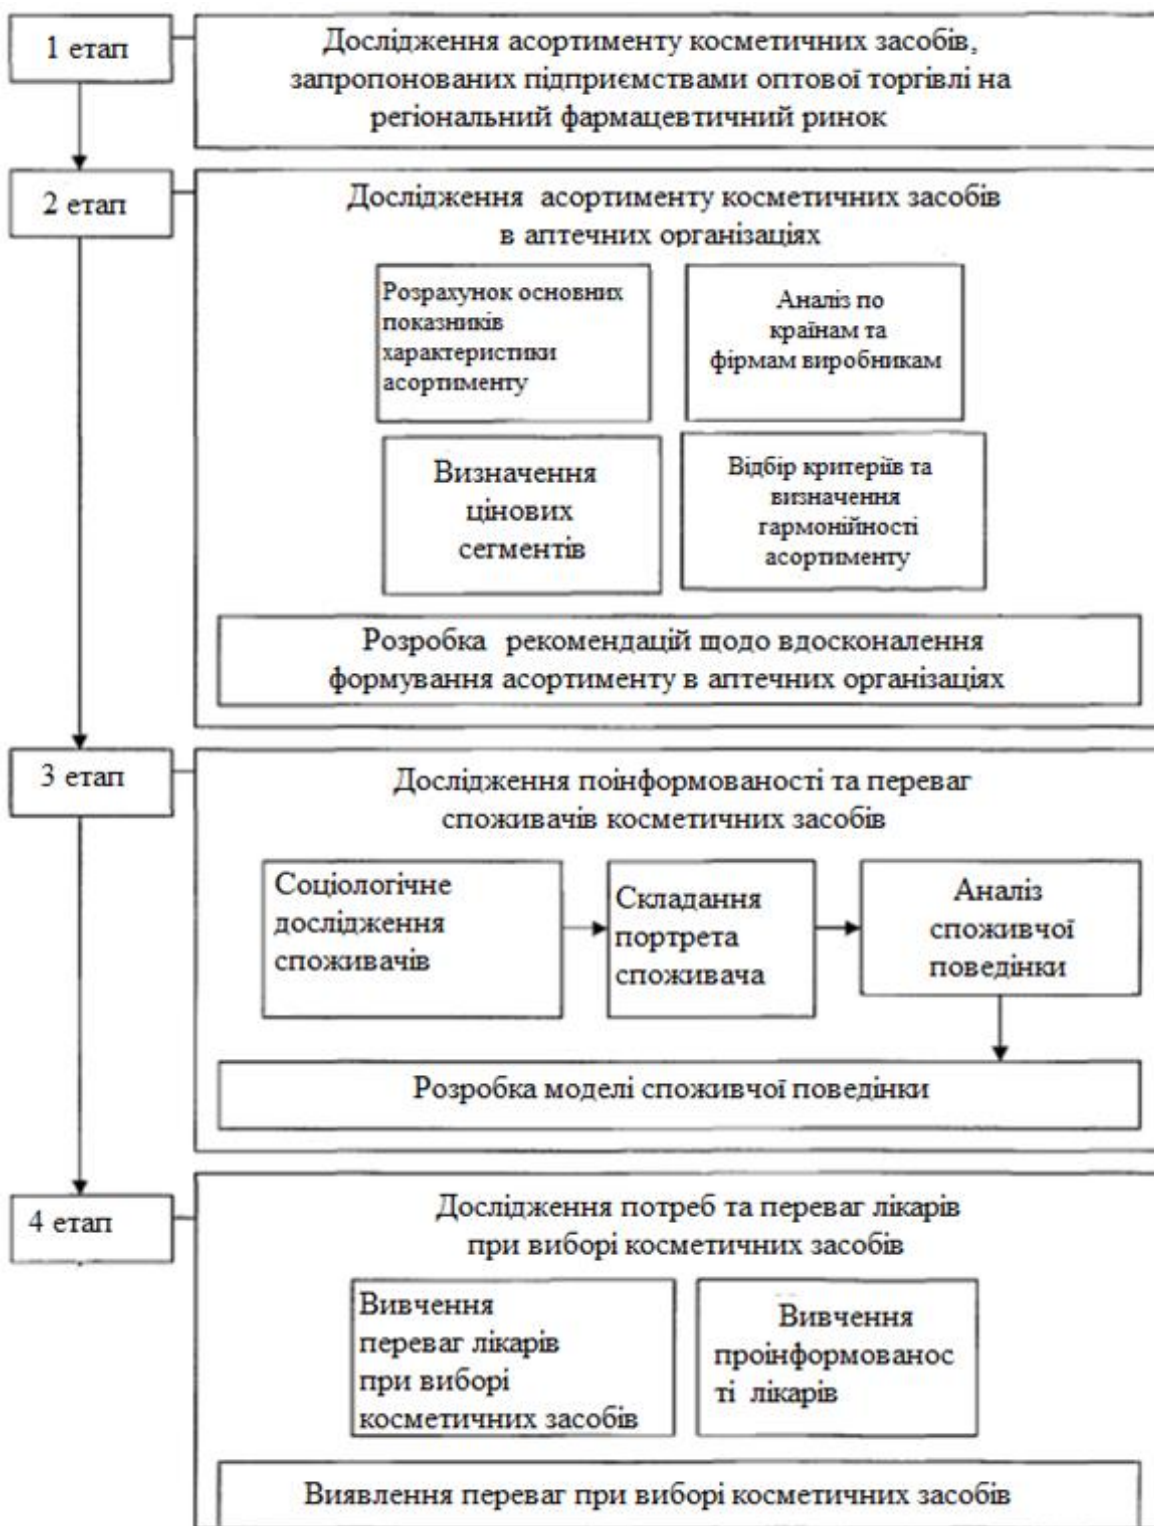 1 етап
Дослідження асортименту косметичних засобів,
запропонованих підприємствами оптової торгівлі на
регіональний фармацевтичний ринок
2 етап
Дослідження асортименту косметичних засобів
в аптечних організаціях
Розрахунок основних
показників
характеристики
асортименту
Аналіз по
країнам та
фірмам виробникам
Визначення
цінових
сегментів
Відбір критеріїв та
визначення
гармонійності
асортименту
Розробка рекомендацій щодо вдосконалення
формування асортименту в аптечних організаціях
3 етап
Дослідження поінформованості та переваг
споживачів косметичних засобів
Соціологічне
дослідження
споживачів
Складання
портрета
споживача
Аналіз
споживчої
поведінки
Розробка моделі споживчої поведінки
4 етап
Дослідження потреб та переваг лікарів
при виборі косметичних засобів
Вивчення
переваг лікарів
при виборі
косметичних засобів
Вивчення
проінформованос
ті лікарів
Виявлення переваг при виборі косметичних засобів